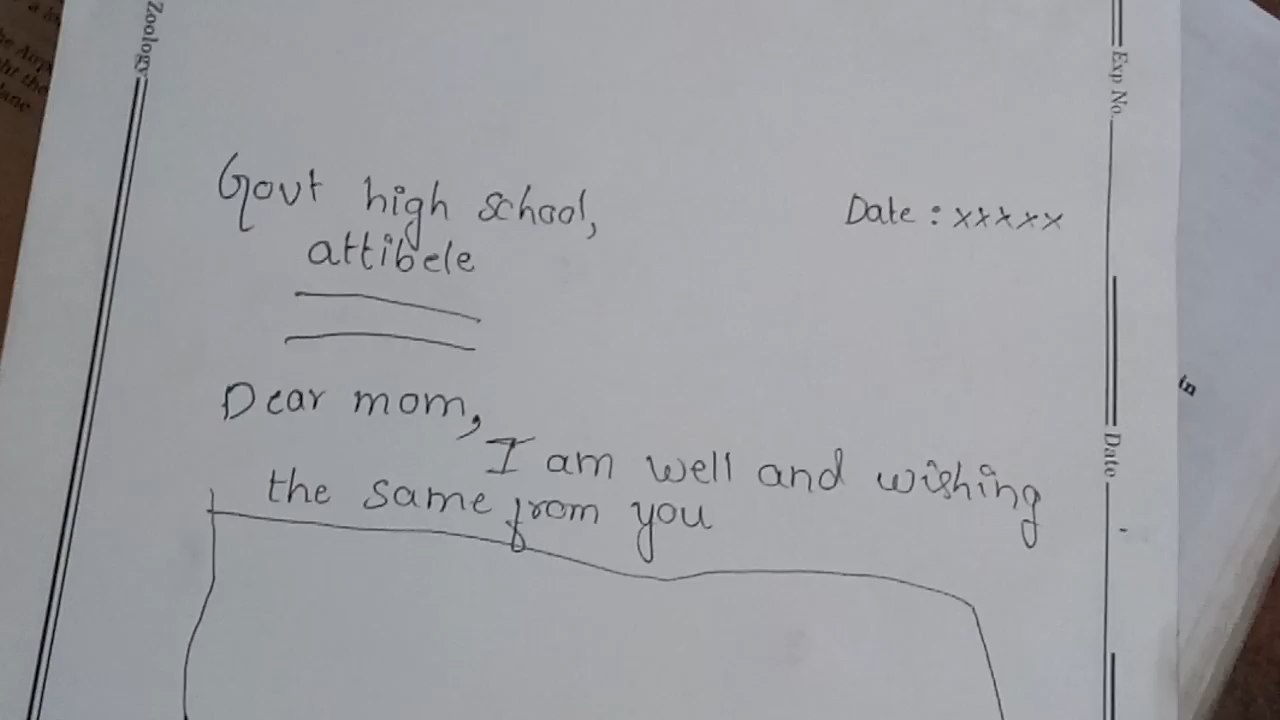 Zoology
Exp No.
Govt high school,
Date : xxxxx
attibele
Dear mom,
I am well and wishing
the same from you
Date
in